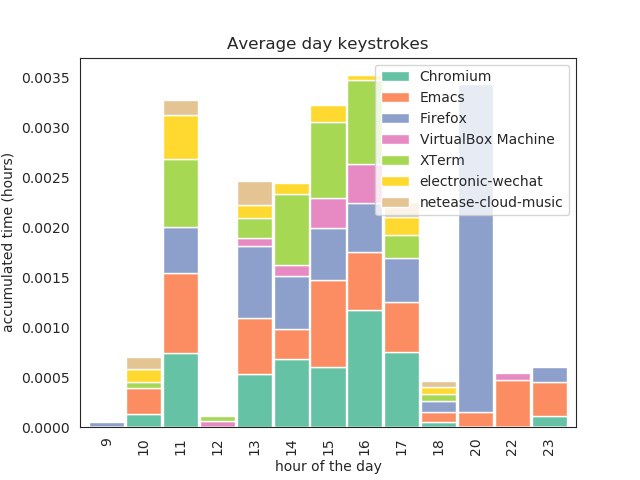 Average day keystrokes
accumulated time (hours)
0.0035
0.0030
0.0025
0.0020
0.0015
0.0010
0.0005
0.0000
Chromium
Emacs
Firefox
VirtualBox Machine
XTerm
electronic-wechat
netease-cloud-music
9 10 11 12 13 14 15 16 17 18 20 22 23
hour of the day